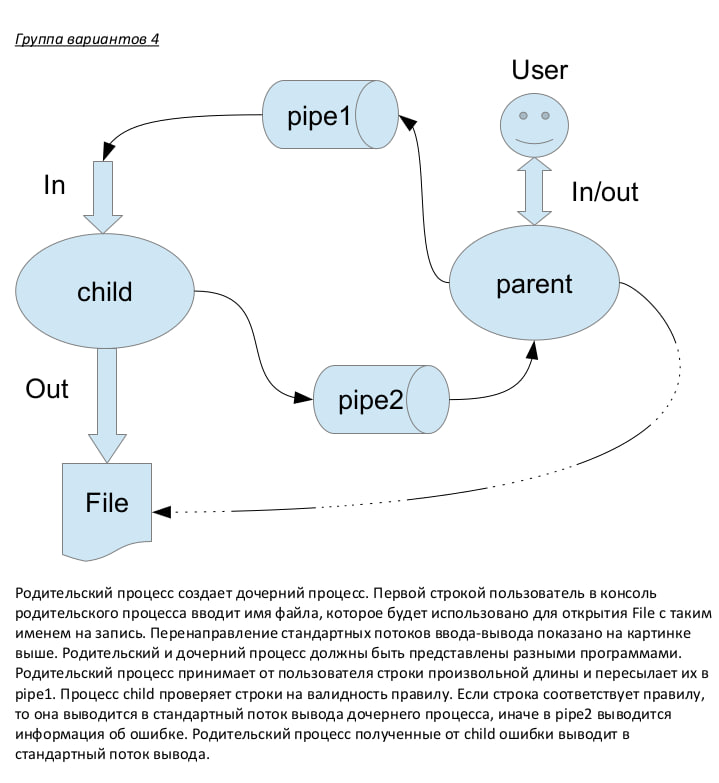 Группа вариантов 4
User
pipe1
In
In/out
child
parent
Out
pipe2
File
Родительский процесс создает дочерний процесс. Первой строкой пользователь в консоль
родительского процесса вводит имя файла, которое будет использовано для открытия File с таким
именем на запись. Перенаправление стандартных потоков ввода-вывода показано на картинке
выше. Родительский и дочерний процесс должны быть представлены разными программами.
Родительский процесс принимает от пользователя строки произвольной длины и пересылает их в
pipe1. Процесс child проверяет строки на валидность правилу. Если строка соответствует правилу,
то она выводится в стандартный поток вывода дочернего процесса, иначе в pipe2 выводится
информация об ошибке. Родительский процесс полученные от child ошибки выводит в
стандартный поток вывода.